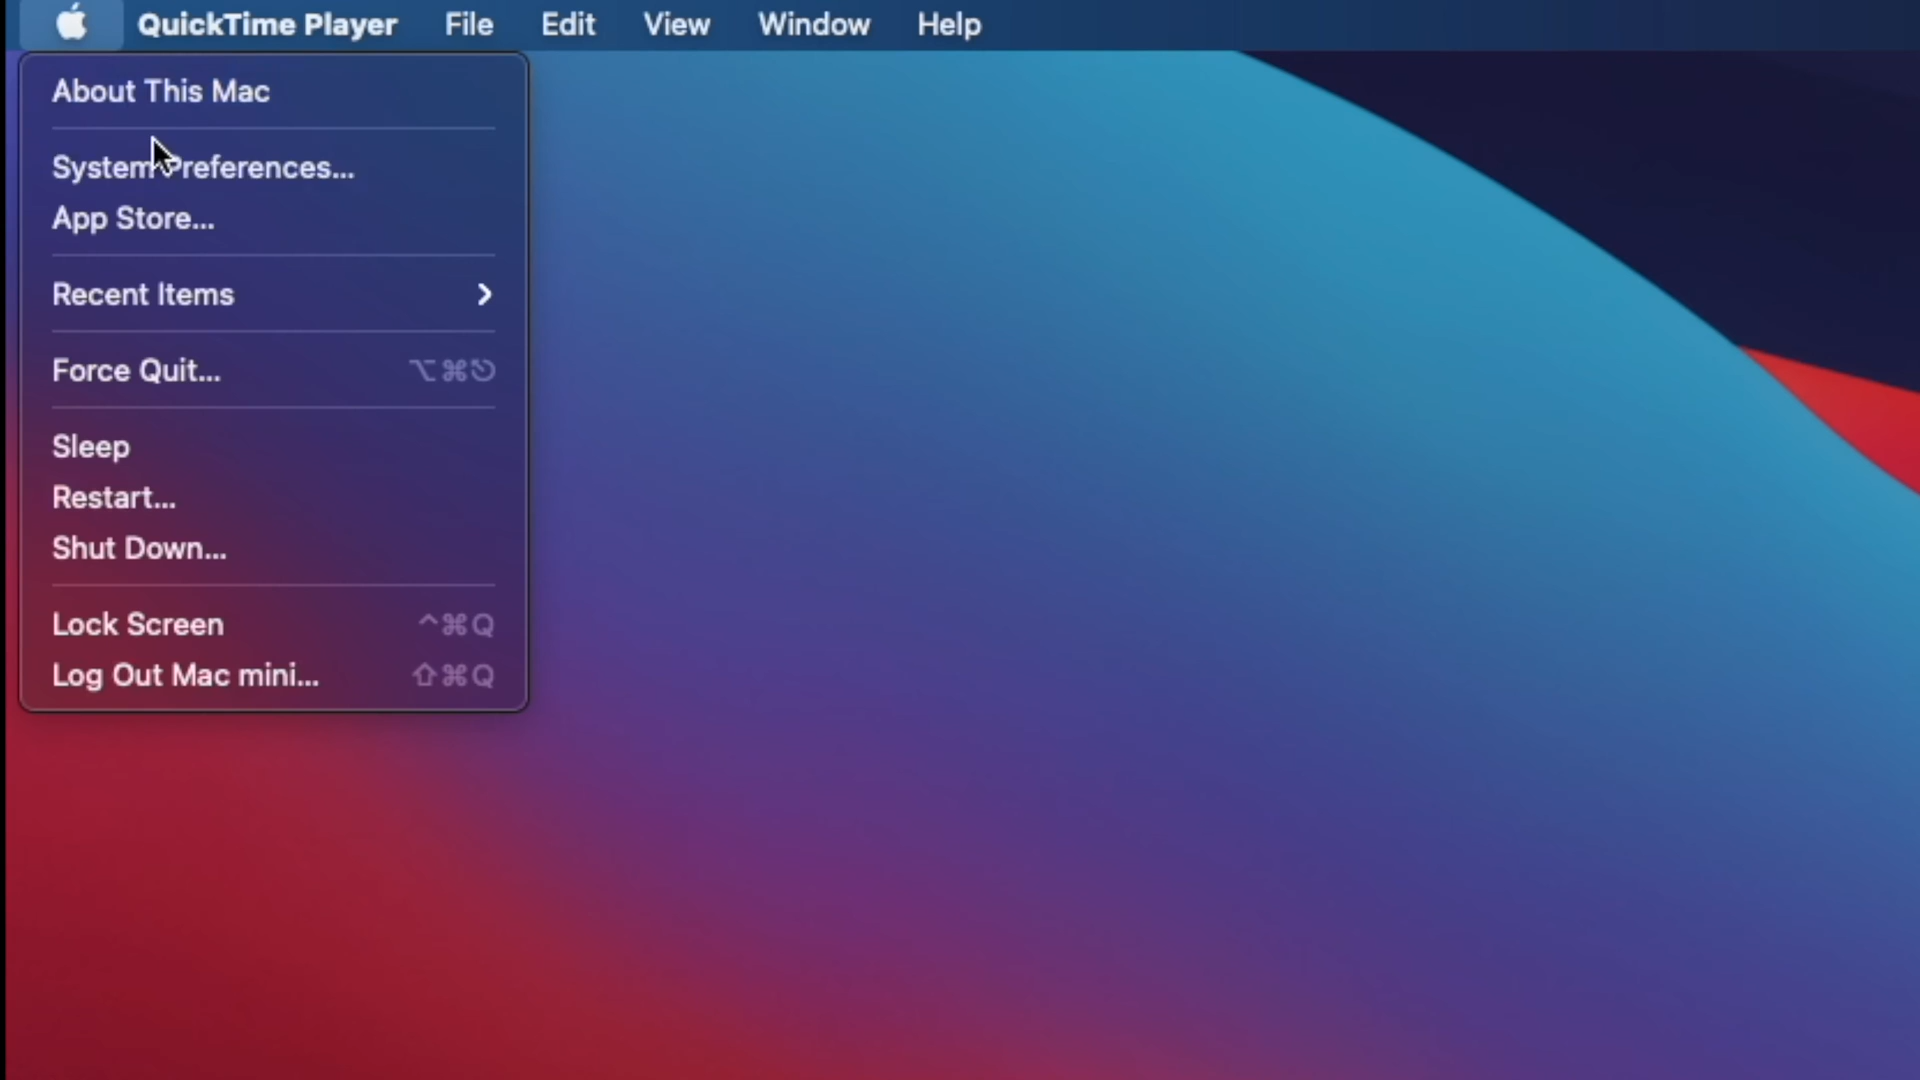 QuickTime Player File Edit View Window Help
About This Mac
System Preferences...
App Store...
Recent Items
Force Quit... ⌥⌘⎋
Sleep
Restart...
Shut Down...
Lock Screen ^⌘Q
Log Out Mac mini... ⇧⌘Q